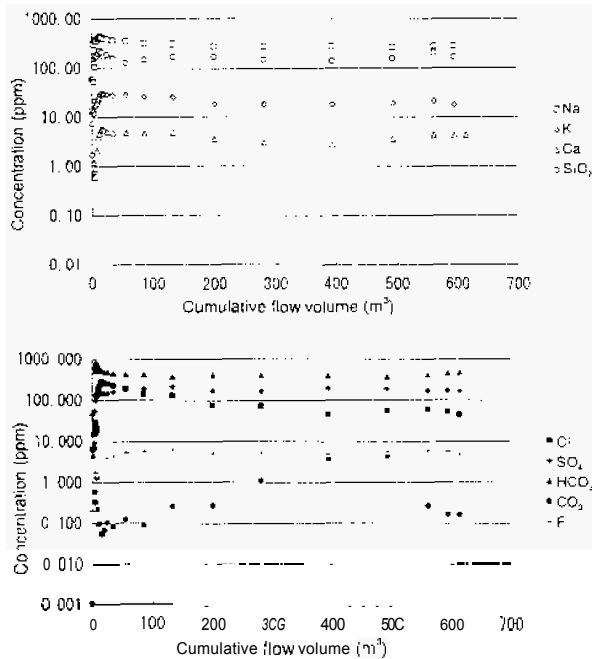 1000.00
100.00
10.00
1.00
0.10
0.01
Concentration (ppm)
0 100 200 300 400 500 600 700
Cumulative flow volume (m³)
Na
K
Ca
SiO₂
1000.000
100.000
10.000
1.000
0.100
0.010
0.001
Concentration (ppm)
0 100 200 3CG 400 50C 600 700
Cumulative flow volume (m³)
Cl
SO₄
HCO₃
CO₃
F